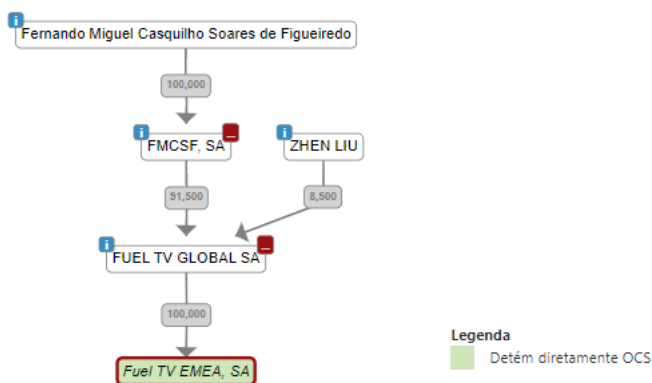 Fernando Miguel Casquilho Soares de Figueiredo
100,000
FMCSF, SA
ZHEN LIU
91,500
8,500
FUEL TV GLOBAL SA
100,000
Fuel TV EMEA, SA
Legenda
Detém diretamente OCS